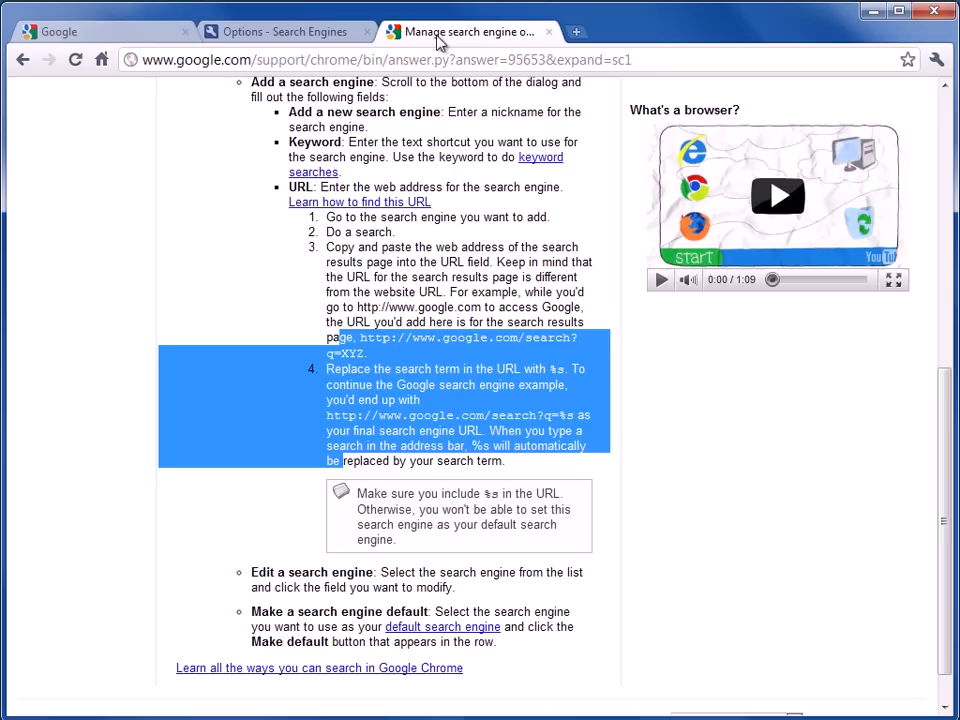 Google
Options - Search Engines
Manage search engine o...
www.google.com/support/chrome/bin/answer.py?answer=95653&expand=sc1
Add a search engine: Scroll to the bottom of the dialog and
fill out the following fields:
Add a new search engine: Enter a nickname for the
search engine.
Keyword: Enter the text shortcut you want to use for
the search engine. Use the keyword to do keyword
searches.
URL: Enter the web address for the search engine.
Learn how to find this URL
1. Go to the search engine you want to add.
2. Do a search.
3. Copy and paste the web address of the search
results page into the URL field. Keep in mind that
the URL for the search results page is different
from the website URL. For example, while you'd
go to http://www.google.com to access Google,
the URL you'd add here is for the search results
page, http://www.google.com/search?
q=XYZ.
4. Replace the search term in the URL with %s. To
continue the Google search engine example,
you'd end up with
http://www.google.com/search?q=%s as
your final search engine URL. When you type a
search in the address bar, %s will automatically
be replaced by your search term.
Make sure you include %s in the URL.
Otherwise, you won't be able to set this
search engine as your default search
engine.
Edit a search engine: Select the search engine from the list
and click the field you want to modify.
Make a search engine default: Select the search engine
you want to use as your default search engine and click the
Make default button that appears in the row.
Learn all the ways you can search in Google Chrome
What's a browser?
start
You
0:00 / 1:09